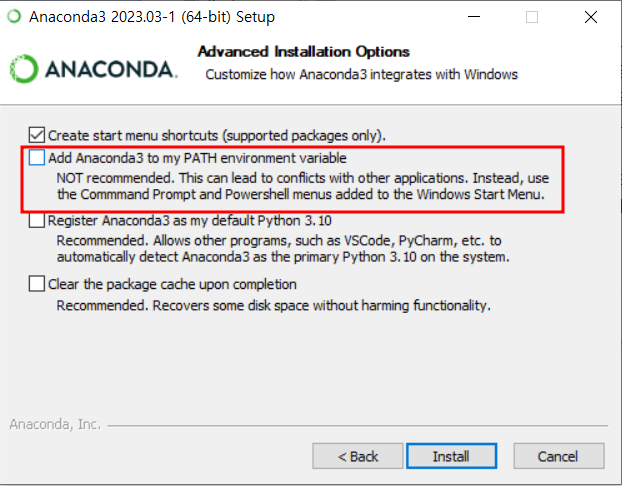 Anaconda3 2023.03-1 (64-bit) Setup
Advanced Installation Options
Customize how Anaconda3 integrates with Windows
ANACONDA.
Create start menu shortcuts (supported packages only).
Add Anaconda3 to my PATH environment variable
NOT recommended. This can lead to conflicts with other applications. Instead, use
the Commmand Prompt and Powershell menus added to the Windows Start Menu.
Register Anaconda3 as my default Python 3.10
Recommended. Allows other programs, such as VSCode, PyCharm, etc. to
automatically detect Anaconda3 as the primary Python 3.10 on the system.
Clear the package cache upon completion
Recommended. Recovers some disk space without harming functionality.
Anaconda, Inc.
< Back
Install
Cancel